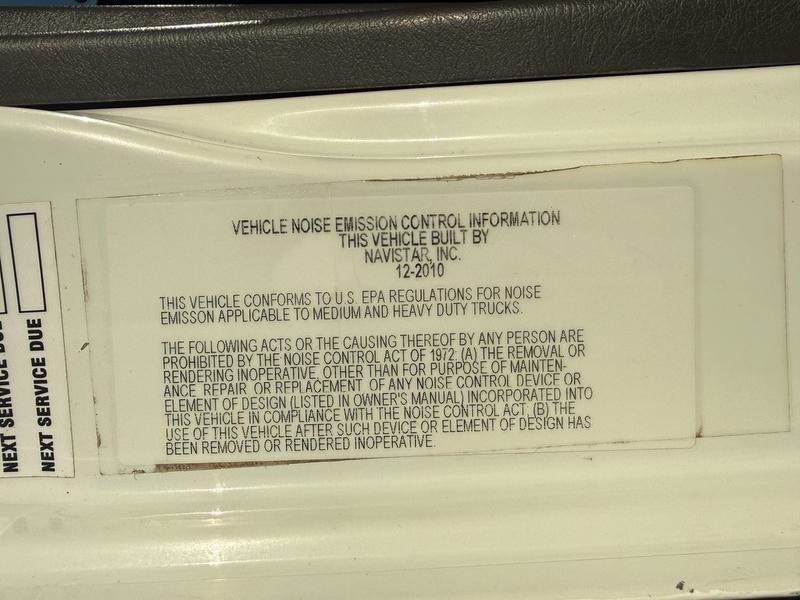 VEHICLE NOISE EMISSION CONTROL INFORMATION
THIS VEHICLE BUILT BY
NAVISTAR, INC.
12-2010
THIS VEHICLE CONFORMS TO U.S. EPA REGULATIONS FOR NOISE
EMISSON APPLICABLE TO MEDIUM AND HEAVY DUTY TRUCKS.
THE FOLLOWING ACTS OR THE CAUSING THEREOF BY ANY PERSON ARE
PROHIBITED BY THE NOISE CONTROL ACT OF 1972: (A) THE REMOVAL OR
RENDERING INOPERATIVE, OTHER THAN FOR PURPOSE OF MAINTEN-
ANCE REPAIR OR REPLACEMENT OF ANY NOISE CONTROL DEVICE OR
ELEMENT OF DESIGN (LISTED IN OWNER'S MANUAL) INCORPORATED INTO
THIS VEHICLE IN COMPLIANCE WITH THE NOISE CONTROL ACT; (B) THE
USE OF THIS VEHICLE AFTER SUCH DEVICE OR ELEMENT OF DESIGN HAS
BEEN REMOVED OR RENDERED INOPERATIVE.
NEXT SERVICE DUE
NEXT SERVICE DUE